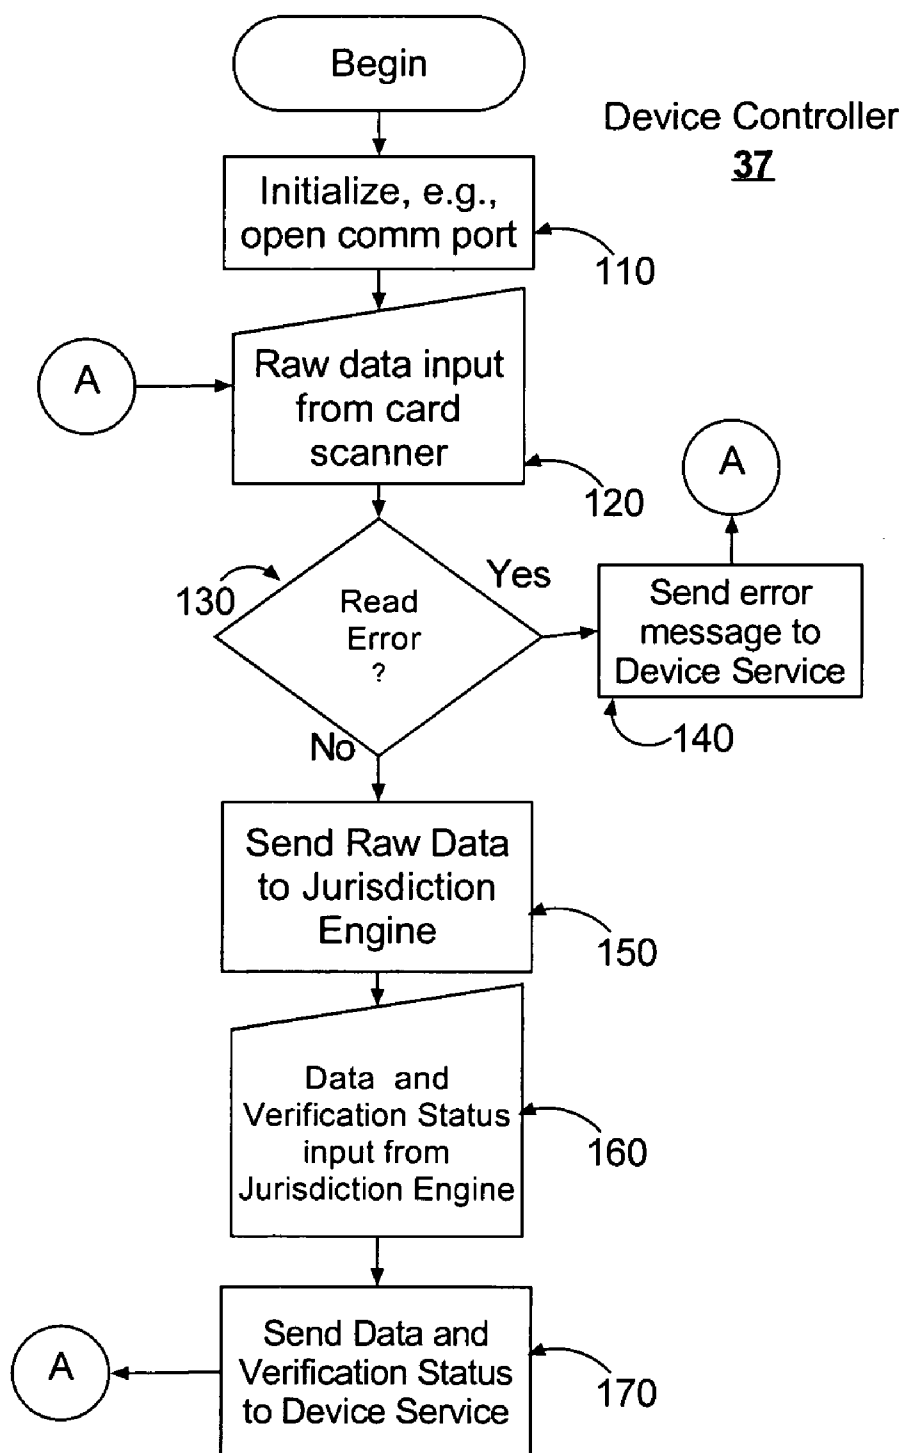 Begin
Device Controller
37
Initialize, e.g.,
open comm port
110
A
Raw data input
from card
scanner
120
A
130
Read
Error
?
Yes
Send error
message to
Device Service
140
No
Send Raw Data
to Jurisdiction
Engine
150
Data and
Verification Status
input from
Jurisdiction Engine
160
A
Send Data and
Verification Status
to Device Service
170